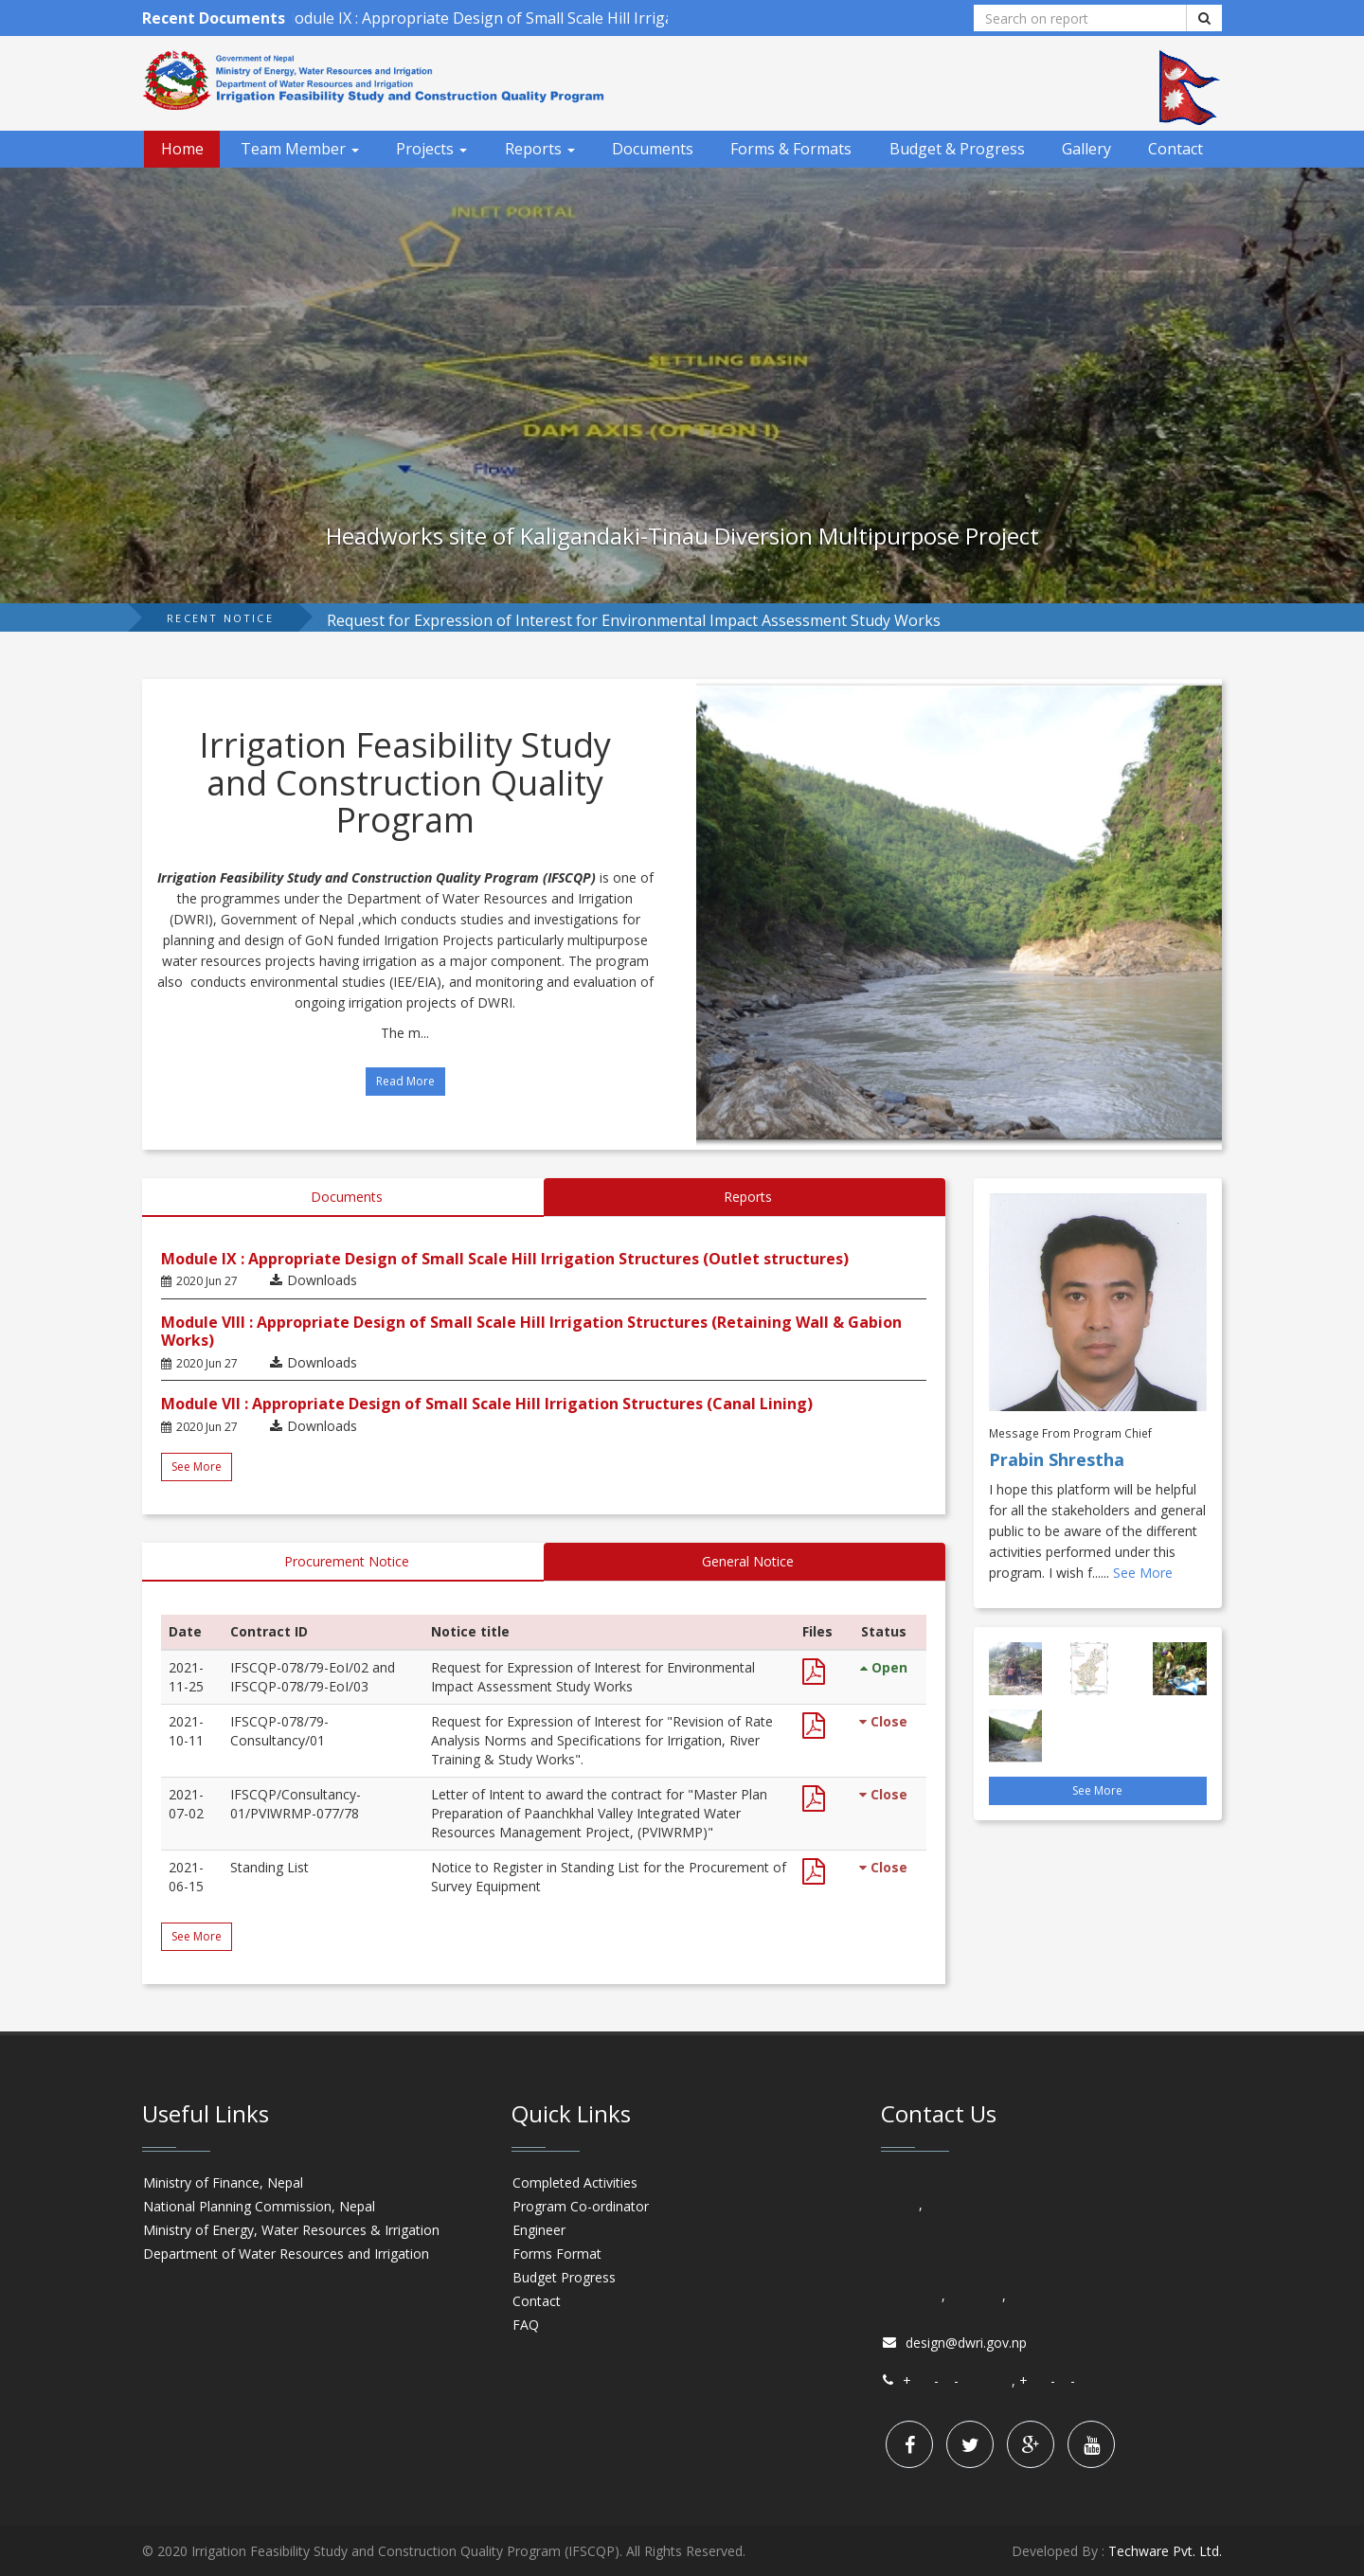 Recent Documents odule IX : Appropriate Design of Small Scale Hill Irriga
Search on report
Government of Nepal
Ministry of Energy, Water Resources and Irrigation
Department of Water Resources and Irrigation
Irrigation Feasibility Study and Construction Quality Program
Home Team Member Projects Reports Documents Forms & Formats Budget & Progress Gallery Contact
INLET PORTAL
SETTLING BASIN
DAM AXIS (OPTION I)
Flow
Headworks site of Kaligandaki-Tinau Diversion Multipurpose Project
RECENT NOTICE Request for Expression of Interest for Environmental Impact Assessment Study Works
Irrigation Feasibility Study
and Construction Quality
Program
Irrigation Feasibility Study and Construction Quality Program (IFSCQP) is one of
the programmes under the Department of Water Resources and Irrigation
(DWRI), Government of Nepal ,which conducts studies and investigations for
planning and design of GoN funded Irrigation Projects particularly multipurpose
water resources projects having irrigation as a major component. The program
also conducts environmental studies (IEE/EIA), and monitoring and evaluation of
ongoing irrigation projects of DWRI.
The m...
Read More
Documents Reports
Module IX : Appropriate Design of Small Scale Hill Irrigation Structures (Outlet structures)
2020 Jun 27 Downloads
Module VIII : Appropriate Design of Small Scale Hill Irrigation Structures (Retaining Wall & Gabion
Works)
2020 Jun 27 Downloads
Module VII : Appropriate Design of Small Scale Hill Irrigation Structures (Canal Lining)
2020 Jun 27 Downloads
See More
Message From Program Chief
Prabin Shrestha
I hope this platform will be helpful
for all the stakeholders and general
public to be aware of the different
activities performed under this
program. I wish f...... See More
See More
Procurement Notice General Notice
Date Contract ID Notice title Files Status
2021- IFSCQP-078/79-EoI/02 and Request for Expression of Interest for Environmental Open
11-25 IFSCQP-078/79-EoI/03 Impact Assessment Study Works
2021- IFSCQP-078/79- Request for Expression of Interest for "Revision of Rate Close
10-11 Consultancy/01 Analysis Norms and Specifications for Irrigation, River
Training & Study Works".
2021- IFSCQP/Consultancy- Letter of Intent to award the contract for "Master Plan Close
07-02 01/PVIWRMP-077/78 Preparation of Paanchkhal Valley Integrated Water
Resources Management Project, (PVIWRMP)"
2021- Standing List Notice to Register in Standing List for the Procurement of Close
06-15 Survey Equipment
See More
Useful Links
Ministry of Finance, Nepal
National Planning Commission, Nepal
Ministry of Energy, Water Resources & Irrigation
Department of Water Resources and Irrigation
Quick Links
Completed Activities
Program Co-ordinator
Engineer
Forms Format
Budget Progress
Contact
FAQ
Contact Us
,
, ,
design@dwri.gov.np
+ - - , + - -
You
Tube
© 2020 Irrigation Feasibility Study and Construction Quality Program (IFSCQP). All Rights Reserved. Developed By : Techware Pvt. Ltd.